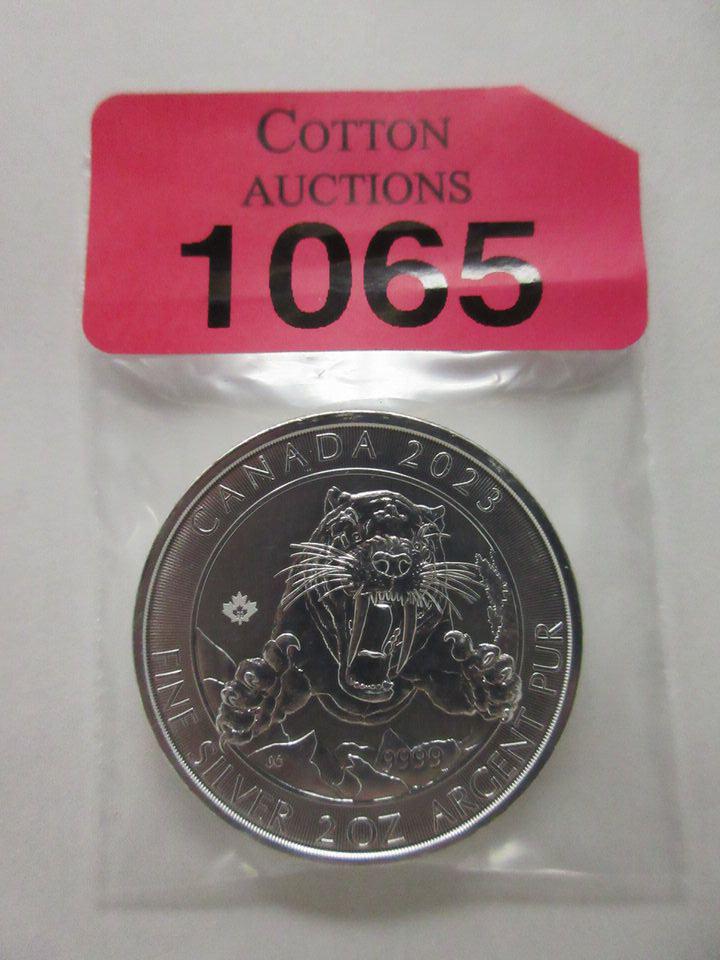 COTTON
AUCTIONS
1065
CANADA 2023
9999
FINE SILVER 2 OZ ARGENT PUR